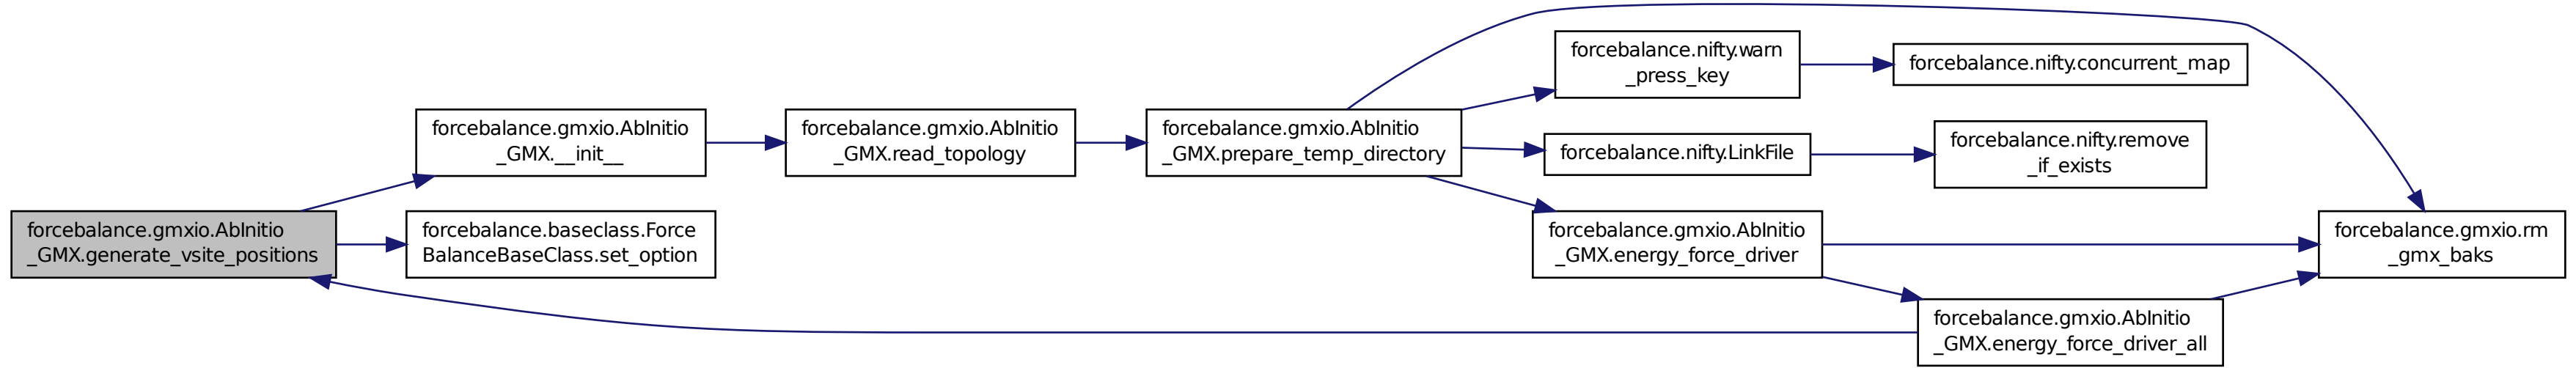 forcebalance.gmxio.AbInitio
_GMX.generate_vsite_positions
forcebalance.gmxio.AbInitio
_GMX.__init__
forcebalance.baseclass.Force
BalanceBaseClass.set_option
forcebalance.gmxio.AbInitio
_GMX.read_topology
forcebalance.gmxio.AbInitio
_GMX.prepare_temp_directory
forcebalance.nifty.warn
_press_key
forcebalance.nifty.concurrent_map
forcebalance.nifty.LinkFile
forcebalance.nifty.remove
_if_exists
forcebalance.gmxio.AbInitio
_GMX.energy_force_driver
forcebalance.gmxio.AbInitio
_GMX.energy_force_driver_all
forcebalance.gmxio.rm
_gmx_baks